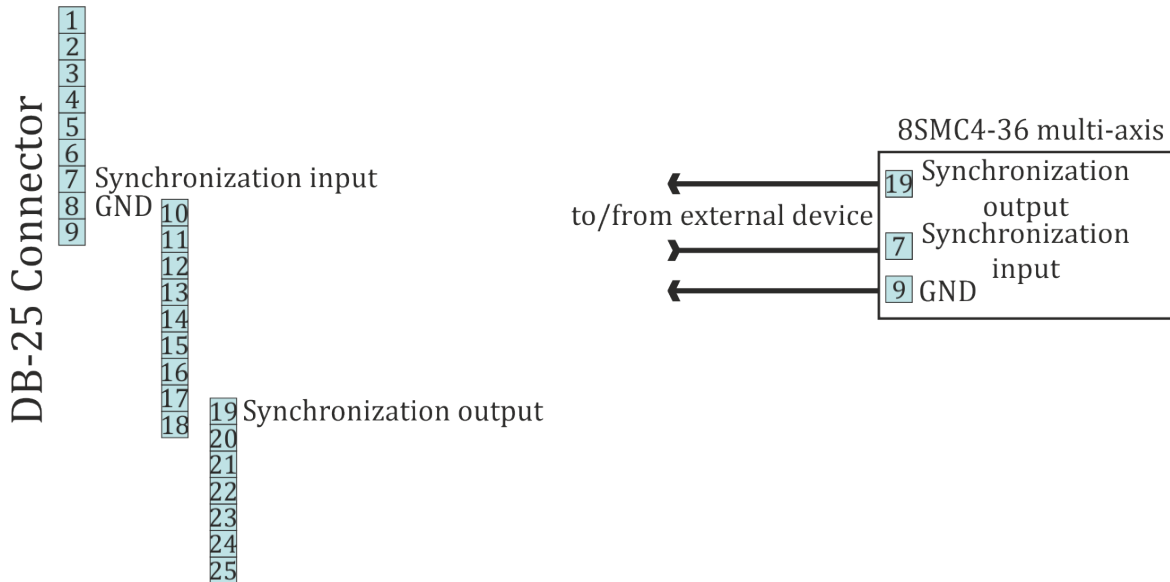 DB-25 Connector
1
2
3
4
5
6
7 Synchronization input
8 GND
9
10
11
12
13
14
15
16
17
18
19 Synchronization output
20
21
22
23
24
25
8SMC4-36 multi-axis
19 Synchronization
output
to/from external device
7 Synchronization
input
9 GND